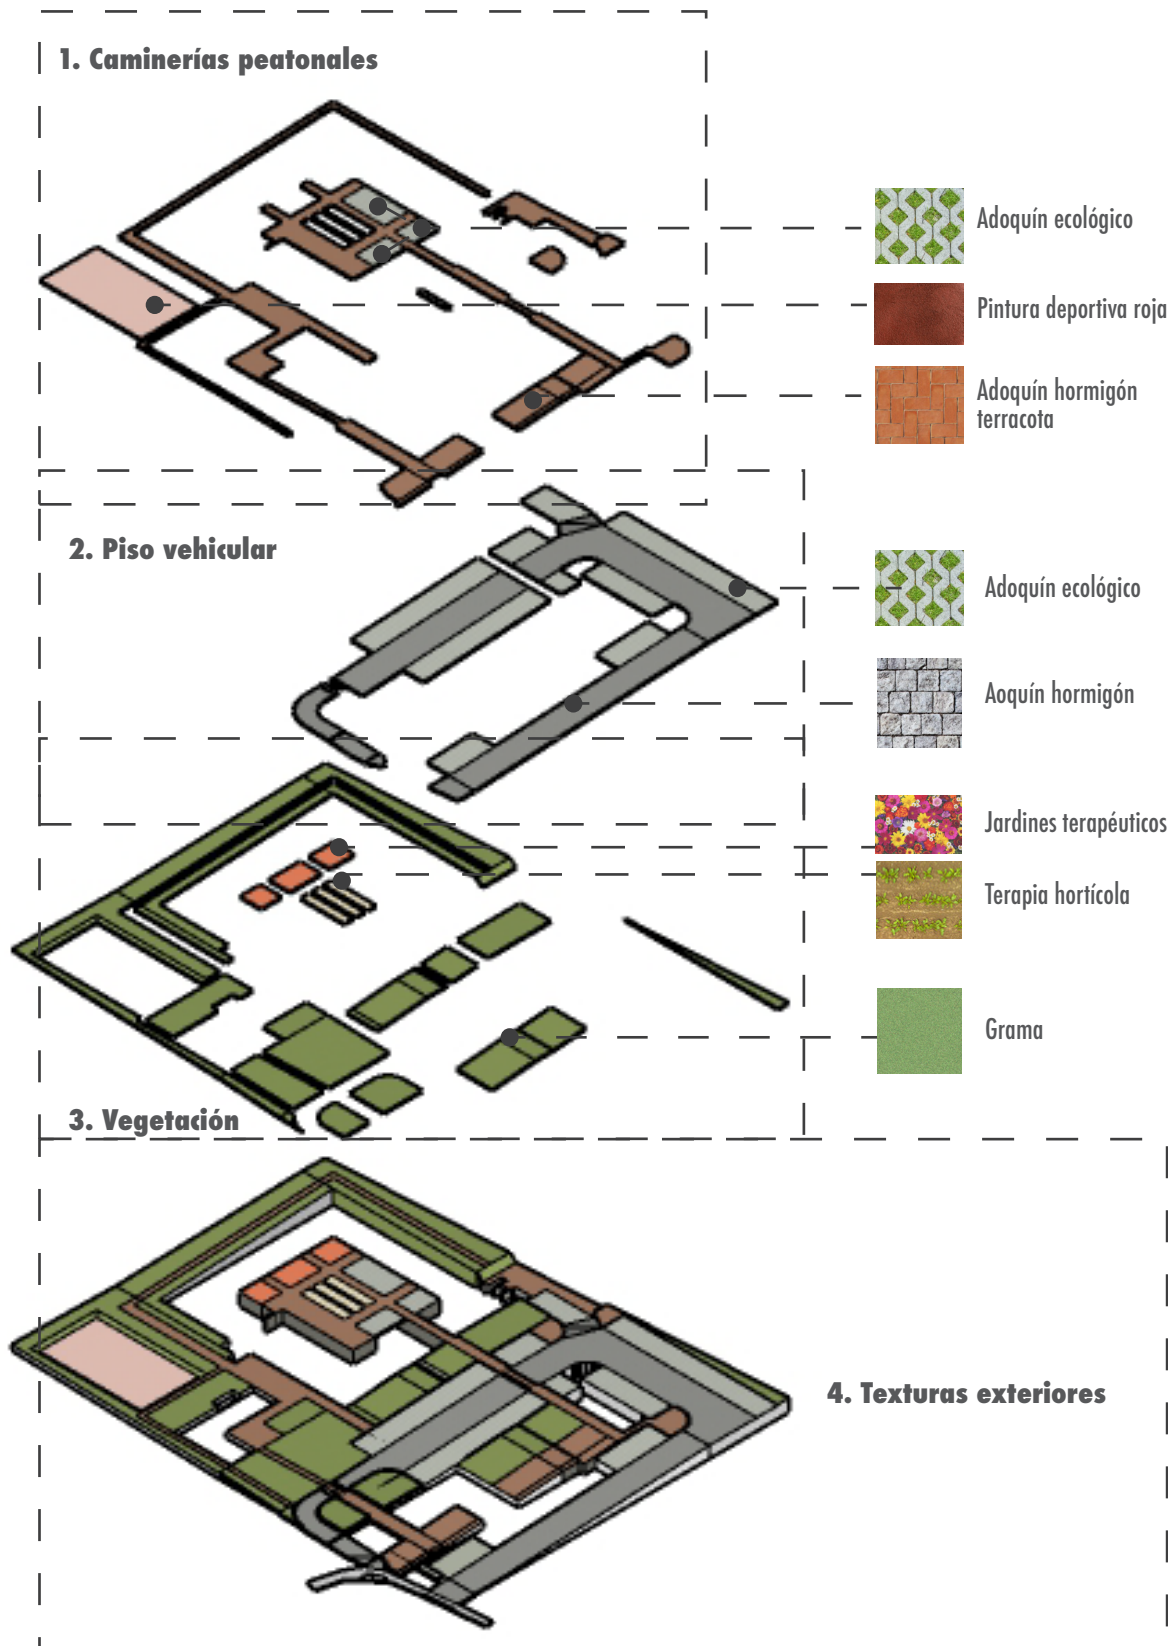 1. Caminerías peatonales
Adoquín ecológico
Pintura deportiva roja
Adoquín hormigón
terracota
2. Piso vehicular
Adoquín ecológico
Aoquín hormigón
Jardines terapéuticos
Terapia hortícola
Grama
3. Vegetación
4. Texturas exteriores